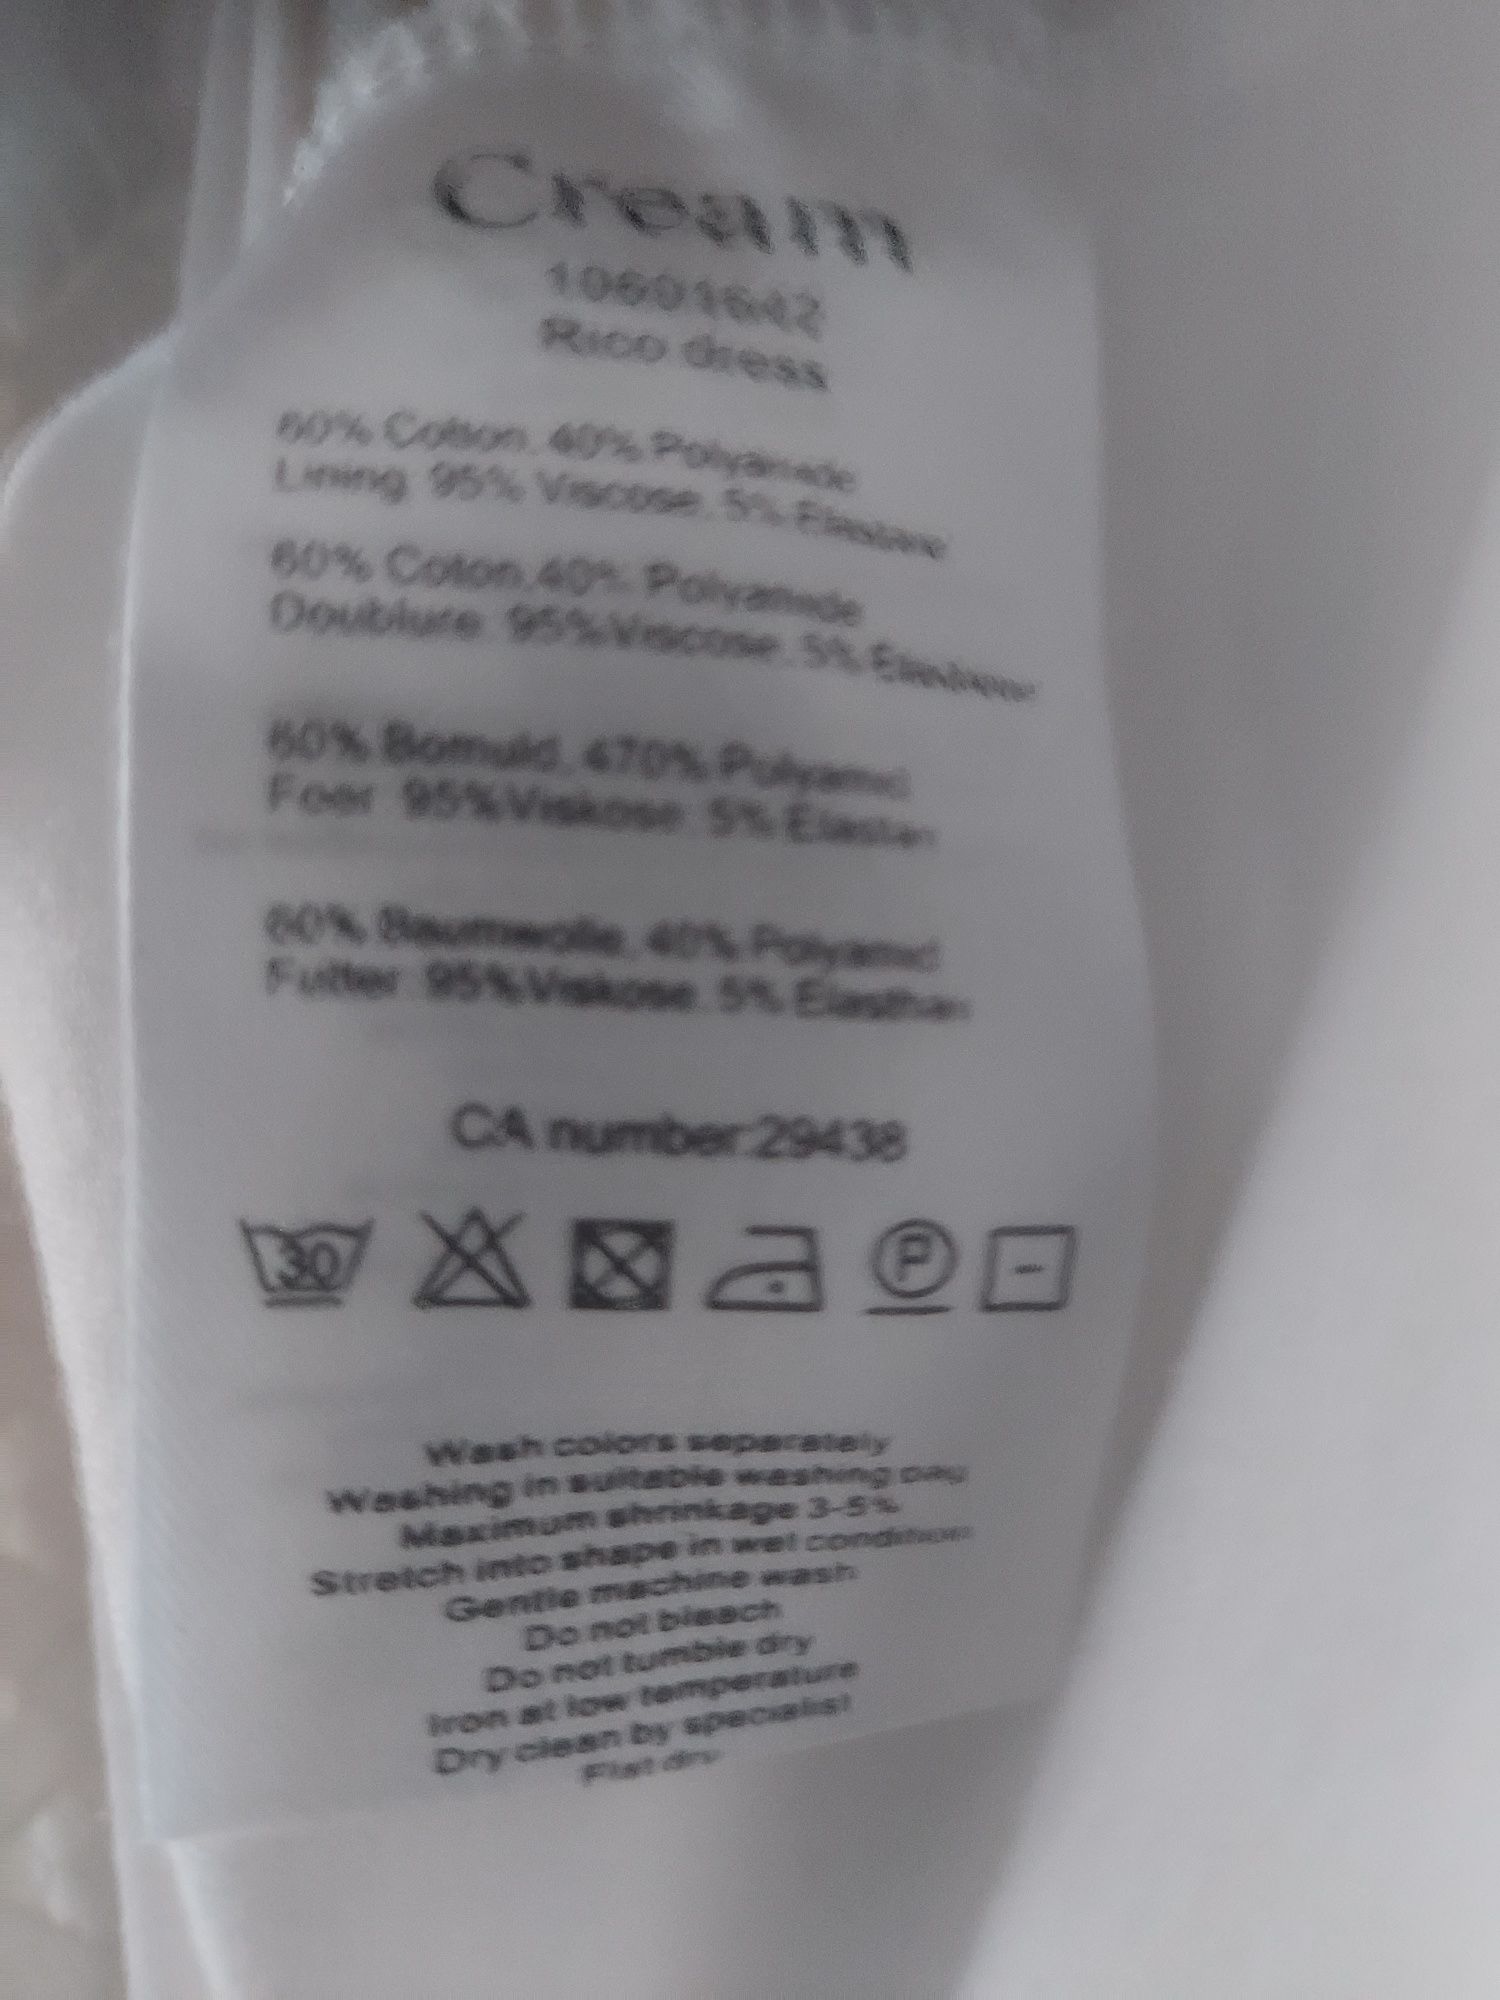 Cream
10601642
Rico dress
60% Cotton, 40% Polyamide
Lining: 95% Viscose, 5% Elastane
60% Coton,40% Polyamide
Doublure: 95%Viscose, 5% Elasthane
60% Bomuld, 470% Polyamid
Foer: 95%Viskose, 5% Elastan
60% Baumwolle, 40% Polyamid
Futter: 95%Viskose, 5% Elasthan
CA number:29438
30 P
Wash colors separately
Washing in suitable washing bag
Maximum shrinkage 3-5%
Stretch into shape in wet condition
Gentle machine wash
Do not bleach
Do not tumble dry
Iron at low temperature
Dry clean by specialist
Flat dry